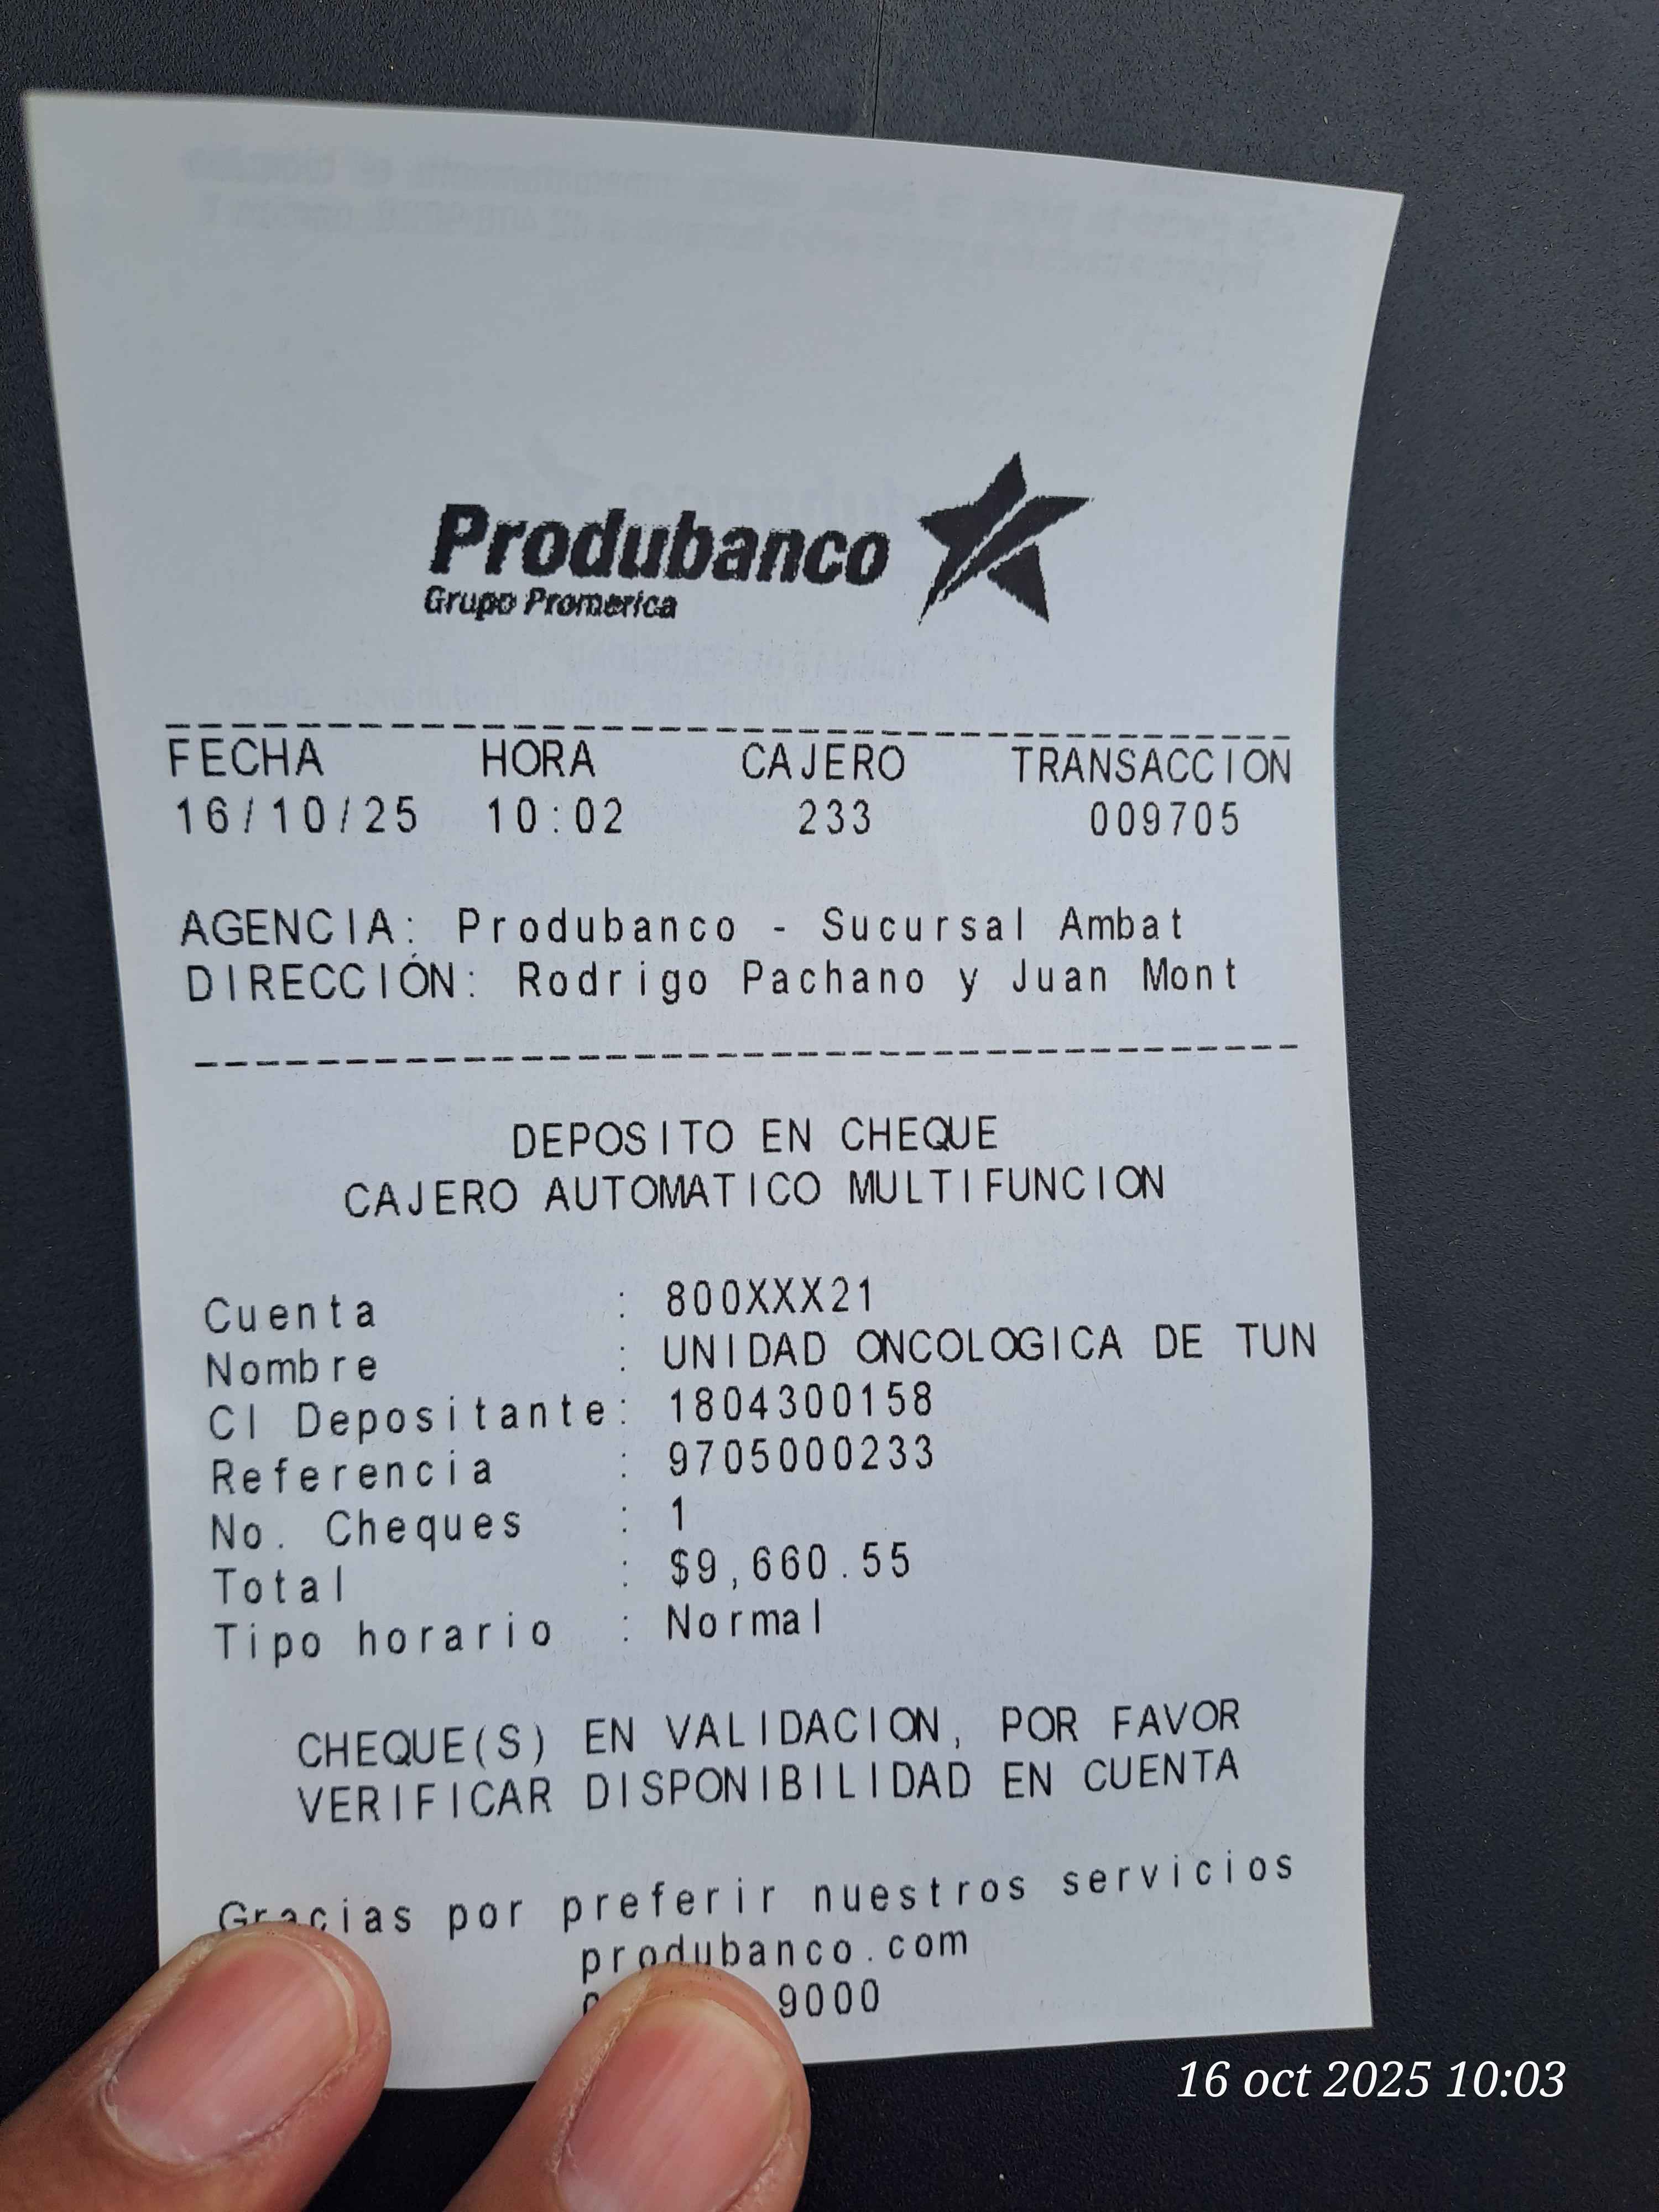 Produbanco
Grupo Promerica
FECHA HORA CAJERO TRANSACCION
16/10/25 10:02 233 009705
AGENCIA: Produbanco - Sucursal Ambat
DIRECCIÓN: Rodrigo Pachano y Juan Mont
DEPOSITO EN CHEQUE
CAJERO AUTOMATICO MULTIFUNCION
Cuenta : 800XXX21
Nombre : UNIDAD ONCOLOGICA DE TUN
CI Depositante: 1804300158
Referencia : 9705000233
No. Cheques : 1
Total : $9,660.55
Tipo horario : Normal
CHEQUE(S) EN VALIDACION, POR FAVOR
VERIFICAR DISPONIBILIDAD EN CUENTA
Gracias por preferir nuestros servicios
produbanco.com
9000
16 oct 2025 10:03